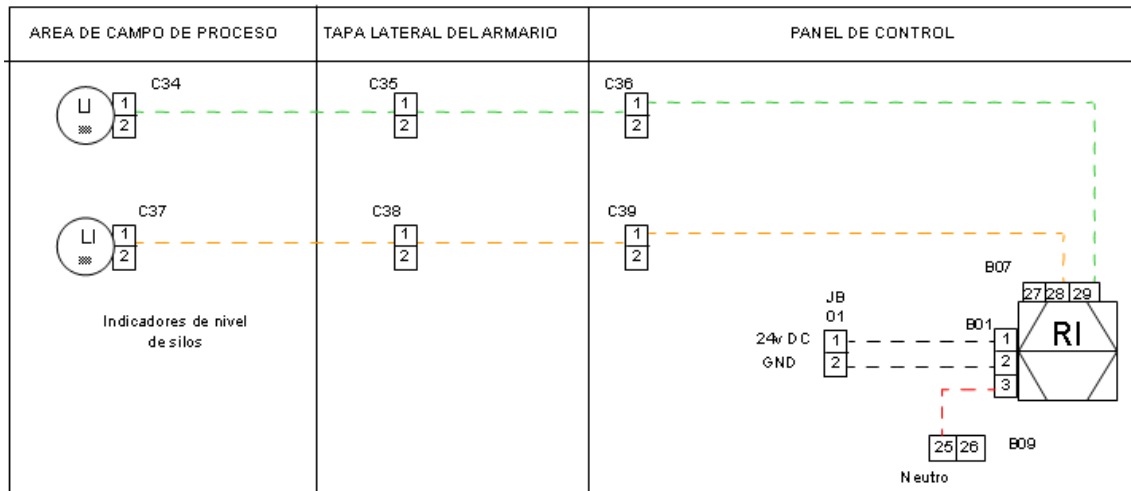 AREA DE CAMPO DE PROCESO
TAPA LATERAL DEL ARMARIO
PANEL DE CONTROL
C34
C35
C36
LI
1
2
1
2
1
2
C37
C38
C39
LI
1
2
1
2
1
2
Indicadores de nivel
de silos
B07
27 28 29
JB
01
B01
RI
24v DC
1
1
GND
2
2
3
25 26
B09
Neutro